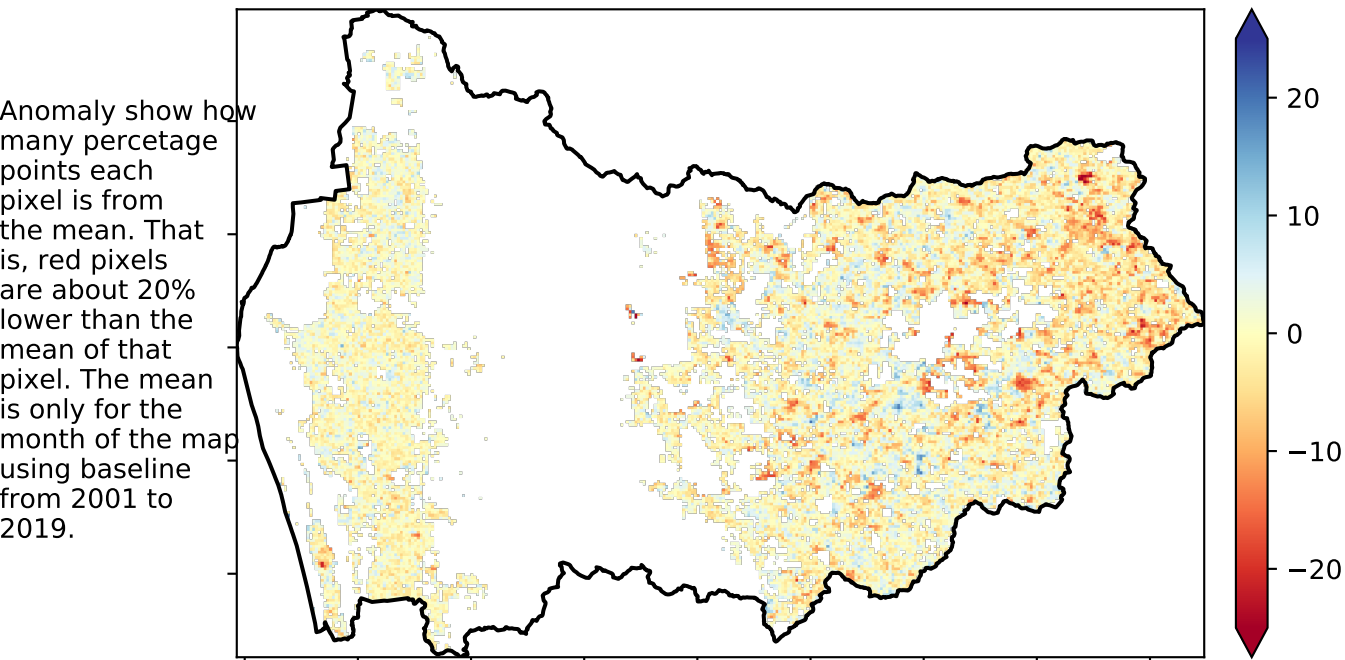 Anomaly show how
many percetage
points each
pixel is from
the mean. That
is, red pixels
are about 20%
lower than the
mean of that
pixel. The mean
is only for the
month of the map
using baseline
from 2001 to
2019.
20
10
0
−10
−20